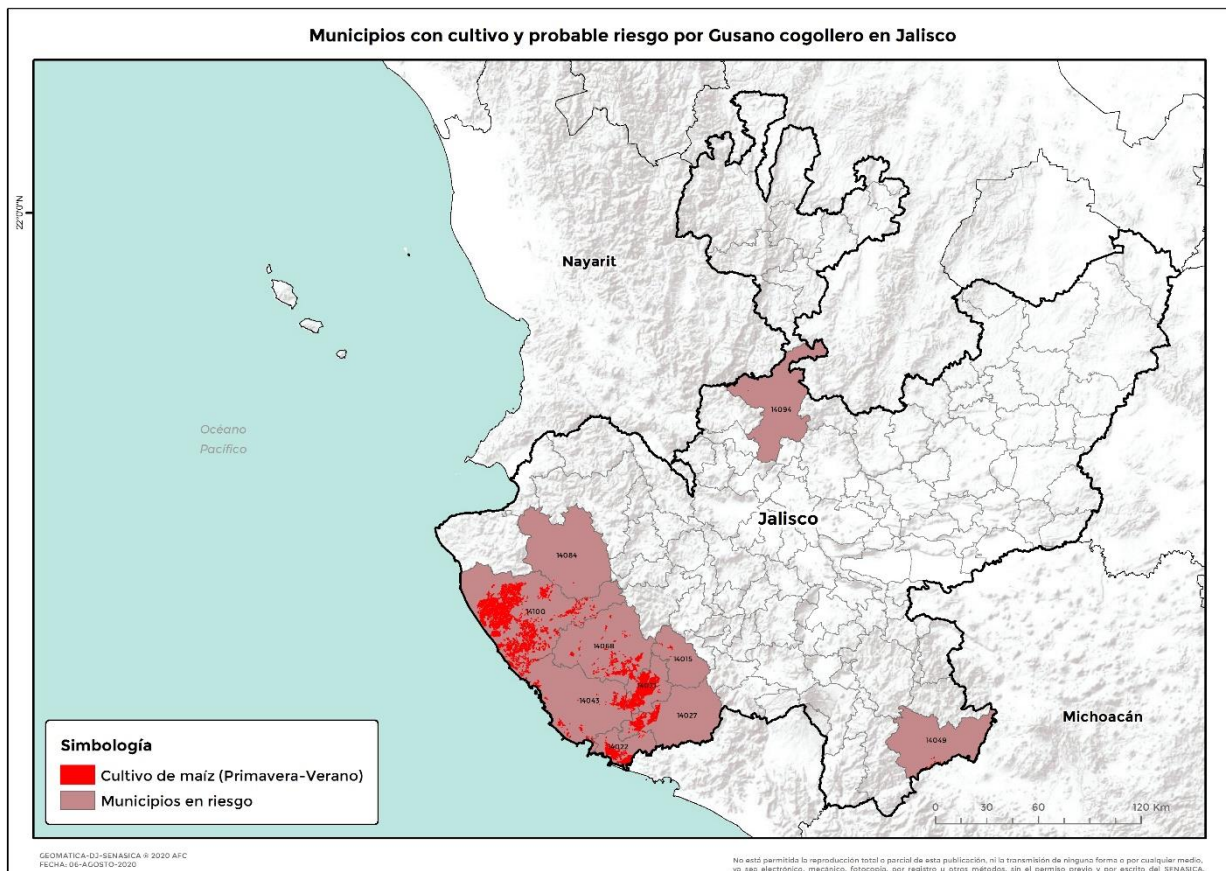 Municipios con cultivo y probable riesgo por Gusano cogollero en Jalisco
22°0'0"N
Nayarit
Océano
Pacífico
14094
Jalisco
14084
14100
14068
14015
14043
14027
14022
Michoacán
14049
Simbología
Cultivo de maíz (Primavera-Verano)
Municipios en riesgo
0 30 60 120 Km
GEOMATICA-DJ-SENASICA ® 2020 AFC
FECHA: 06-AGOSTO-2020
No está permitida la reproducción total o parcial de esta publicación, ni la transmisión de ninguna forma o por cualquier medio,
ya sea electrónico, mecánico, fotocopia, por registro u otros métodos, sin el permiso previo y por escrito del SENASICA.